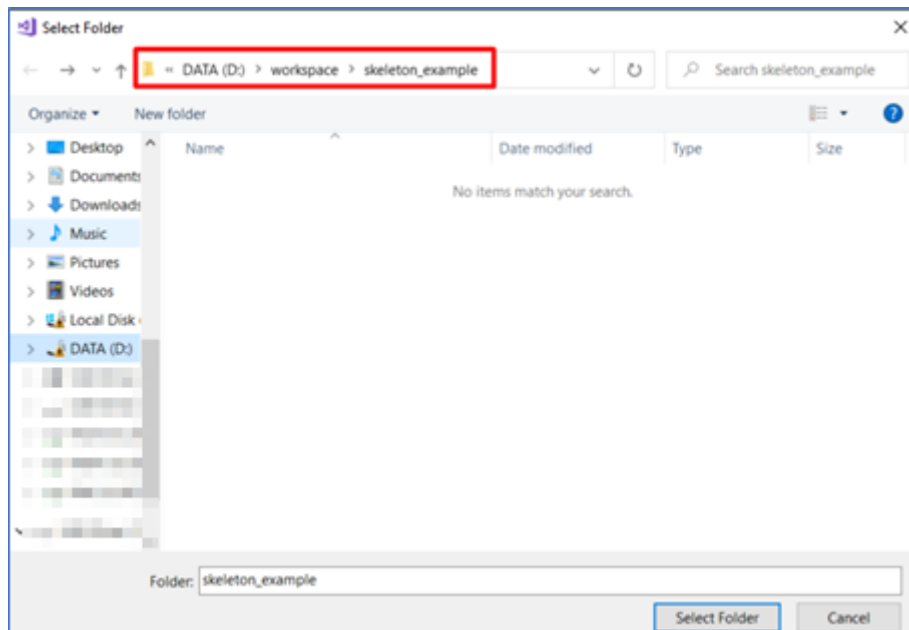 Select Folder
« DATA (D:) > workspace > skeleton_example
Search skeleton_example
Organize New folder
Name Date modified Type Size
No items match your search.
Desktop
Documents
Downloads
Music
Pictures
Videos
Local Disk
DATA (D:)
Folder: skeleton_example
Select Folder Cancel